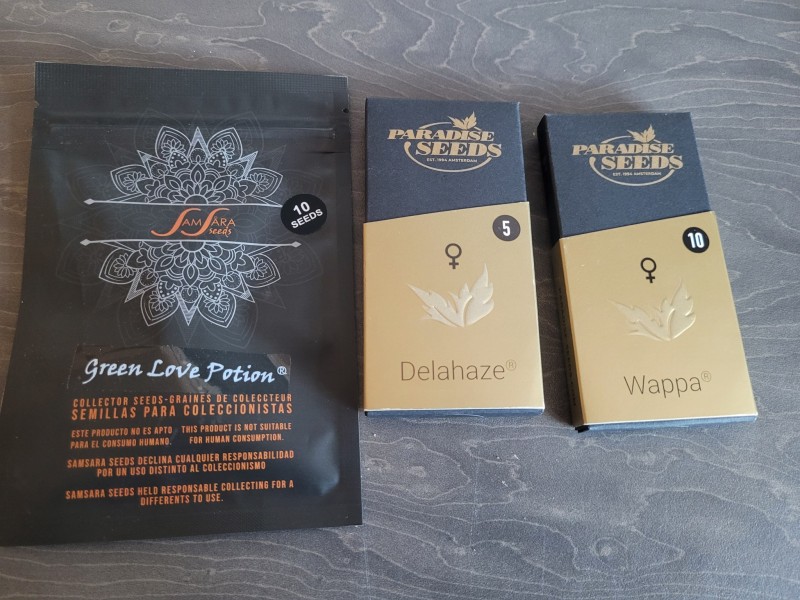 SAMSÁRA
seeds
10
SEEDS
Green Love Potion®
COLLECTOR SEEDS-GRAINES DE COLECCTEUR
SEMILLAS PARA COLECCIONISTAS
ESTE PRODUCTO NO ES APTO
PARA EL CONSUMO HUMANO.
THIS PRODUCT IS NOT SUITABLE
FOR HUMAN CONSUMPTION.
SAMSARA SEEDS DECLINA CUALQUIER RESPONSABILIDAD
POR UN USO DISTINTO AL COLECCIONISMO
SAMSARA SEEDS HELD RESPONSABLE COLLECTING FOR A
DIFFERENTS TO USE.
PARADISE
SEEDS
EST. 1994 AMSTERDAM
5
Delahaze®
PARADISE
SEEDS
EST. 1994 AMSTERDAM
10
Wappa®